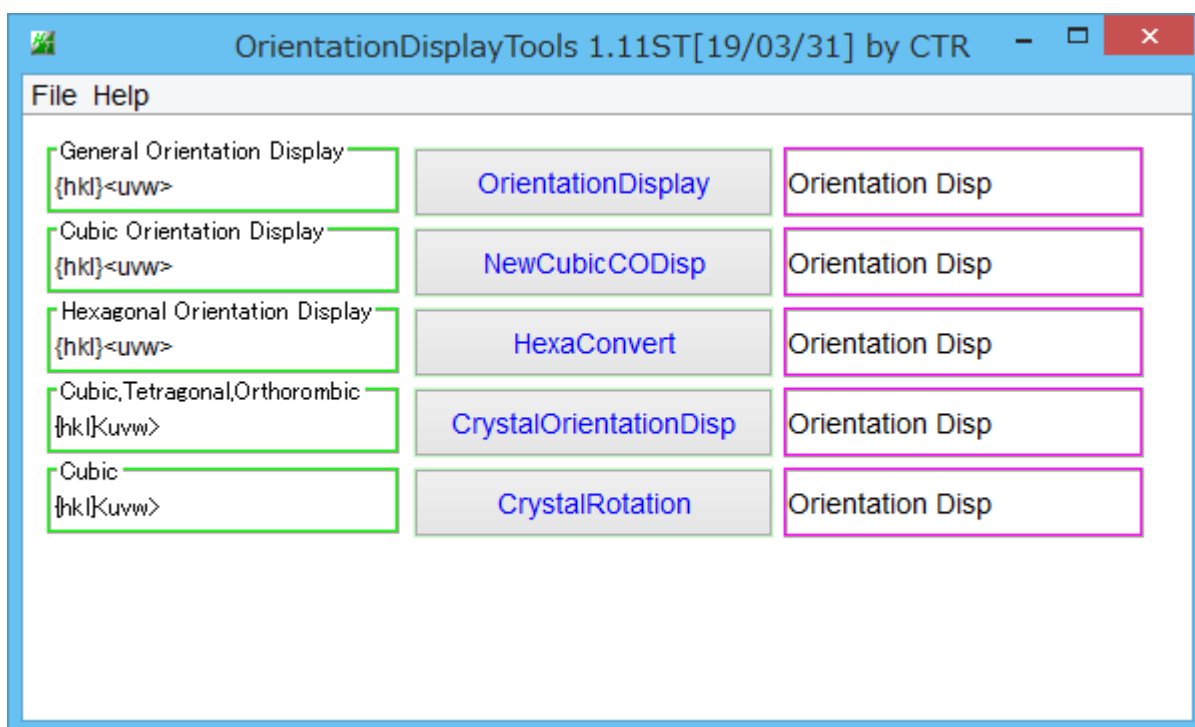 OrientationDisplayTools 1.11ST[19/03/31] by CTR
File Help
General Orientation Display
{hkl}<uvw>
OrientationDisplay
Orientation Disp
Cubic Orientation Display
{hkl}<uvw>
NewCubicCODisp
Orientation Disp
Hexagonal Orientation Display
{hkl}<uvw>
HexaConvert
Orientation Disp
Cubic,Tetragonal,Orthorombic
{hkl}<uvw>
CrystalOrientationDisp
Orientation Disp
Cubic
{hkl}<uvw>
CrystalRotation
Orientation Disp